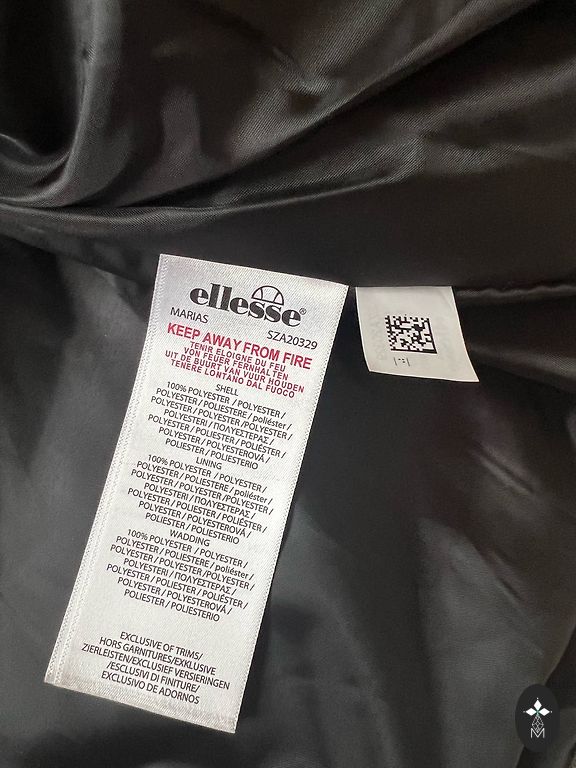 ellesse®
MARIAS SZA20329
KEEP AWAY FROM FIRE
TENIR ELOIGNE DU FEU
VON FEUER FERNHALTEN
UIT DE BUURT VAN VUUR HOUDEN
TENERE LONTANO DAL FUOCO
SHELL
100% POLYESTER / POLYESTER /
POLYESTER / POLIESTERE / poliéster /
POLYESTER / POLYESTER /POLYESTER /
POLYESTERI / ΠΟΛΥΕΣΤΕΡΑΣ /
POLYESTER / POLIESTER / POLIÉSTER /
POLYESTER / POLYESTEROVÁ /
POLIESTER / POLIESTERIO
LINING
100% POLYESTER / POLYESTER /
POLYESTER / POLIESTERE / poliéster /
POLYESTER / POLYESTER /POLYESTER /
POLYESTERI / ΠΟΛΥΕΣΤΕΡΑΣ /
POLYESTER / POLIESTER / POLIÉSTER /
POLYESTER / POLYESTEROVÁ /
POLIESTER / POLIESTERIO
WADDING
100% POLYESTER / POLYESTER /
POLYESTER / POLIESTERE / poliéster /
POLYESTER / POLYESTER /POLYESTER /
POLYESTERI / ΠΟΛΥΕΣΤΕΡΑΣ /
POLYESTER / POLIESTER / POLIÉSTER /
POLYESTER / POLYESTEROVÁ /
POLIESTER / POLIESTERIO
EXCLUSIVE OF TRIMS/
HORS GARNITURES/EXKLUSIVE
ZIERLEISTEN/EXCLUSIEF VERSIERINGEN
/ESCLUSIVI DI FINITURE/
EXCLUSIVO DE ADORNOS
M